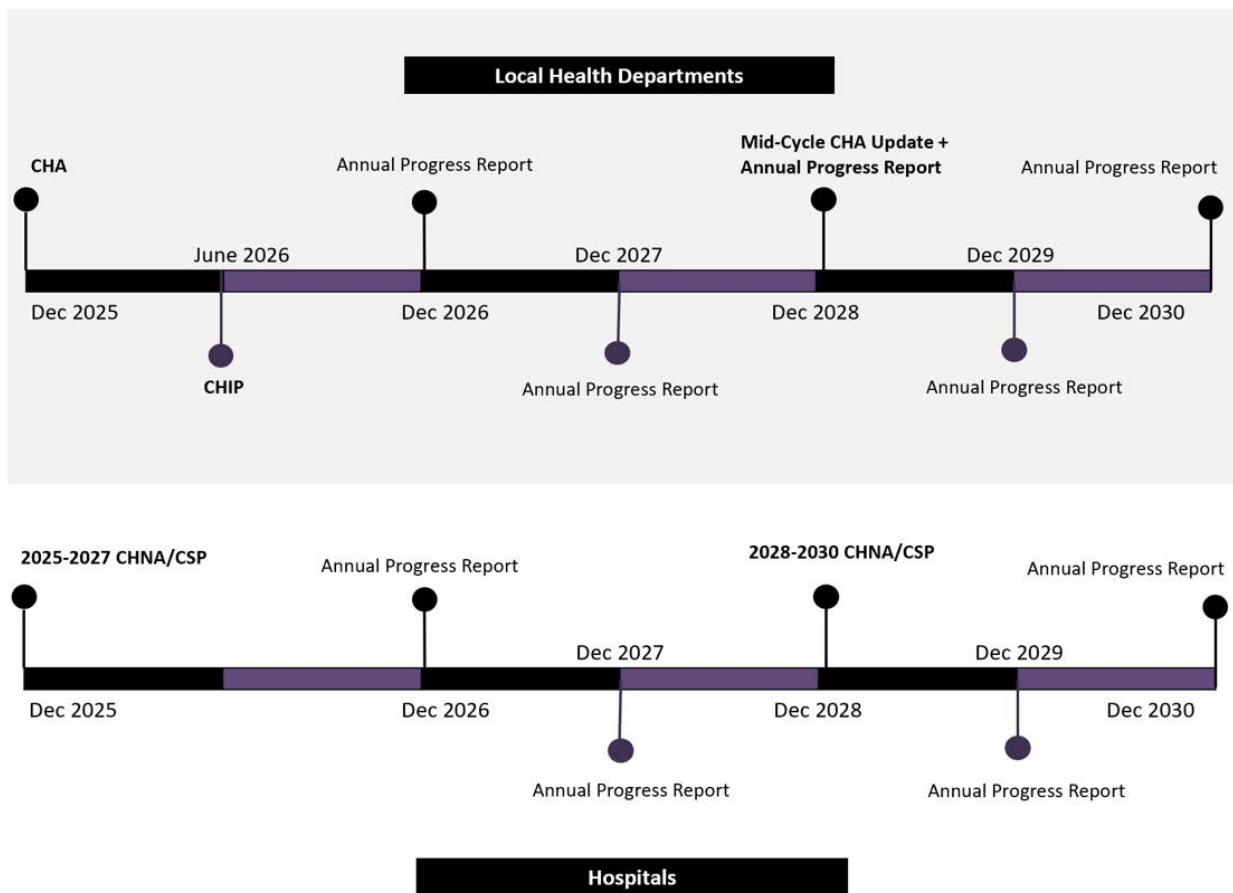 Local Health Departments
CHA
Annual Progress Report
Mid-Cycle CHA Update +
Annual Progress Report
Annual Progress Report
June 2026
Dec 2027
Dec 2029
Dec 2025
Dec 2026
Dec 2028
Dec 2030
CHIP
Annual Progress Report
Annual Progress Report
2025-2027 CHNA/CSP
Annual Progress Report
2028-2030 CHNA/CSP
Annual Progress Report
Dec 2027
Dec 2029
Dec 2025
Dec 2026
Dec 2028
Dec 2030
Annual Progress Report
Annual Progress Report
Hospitals